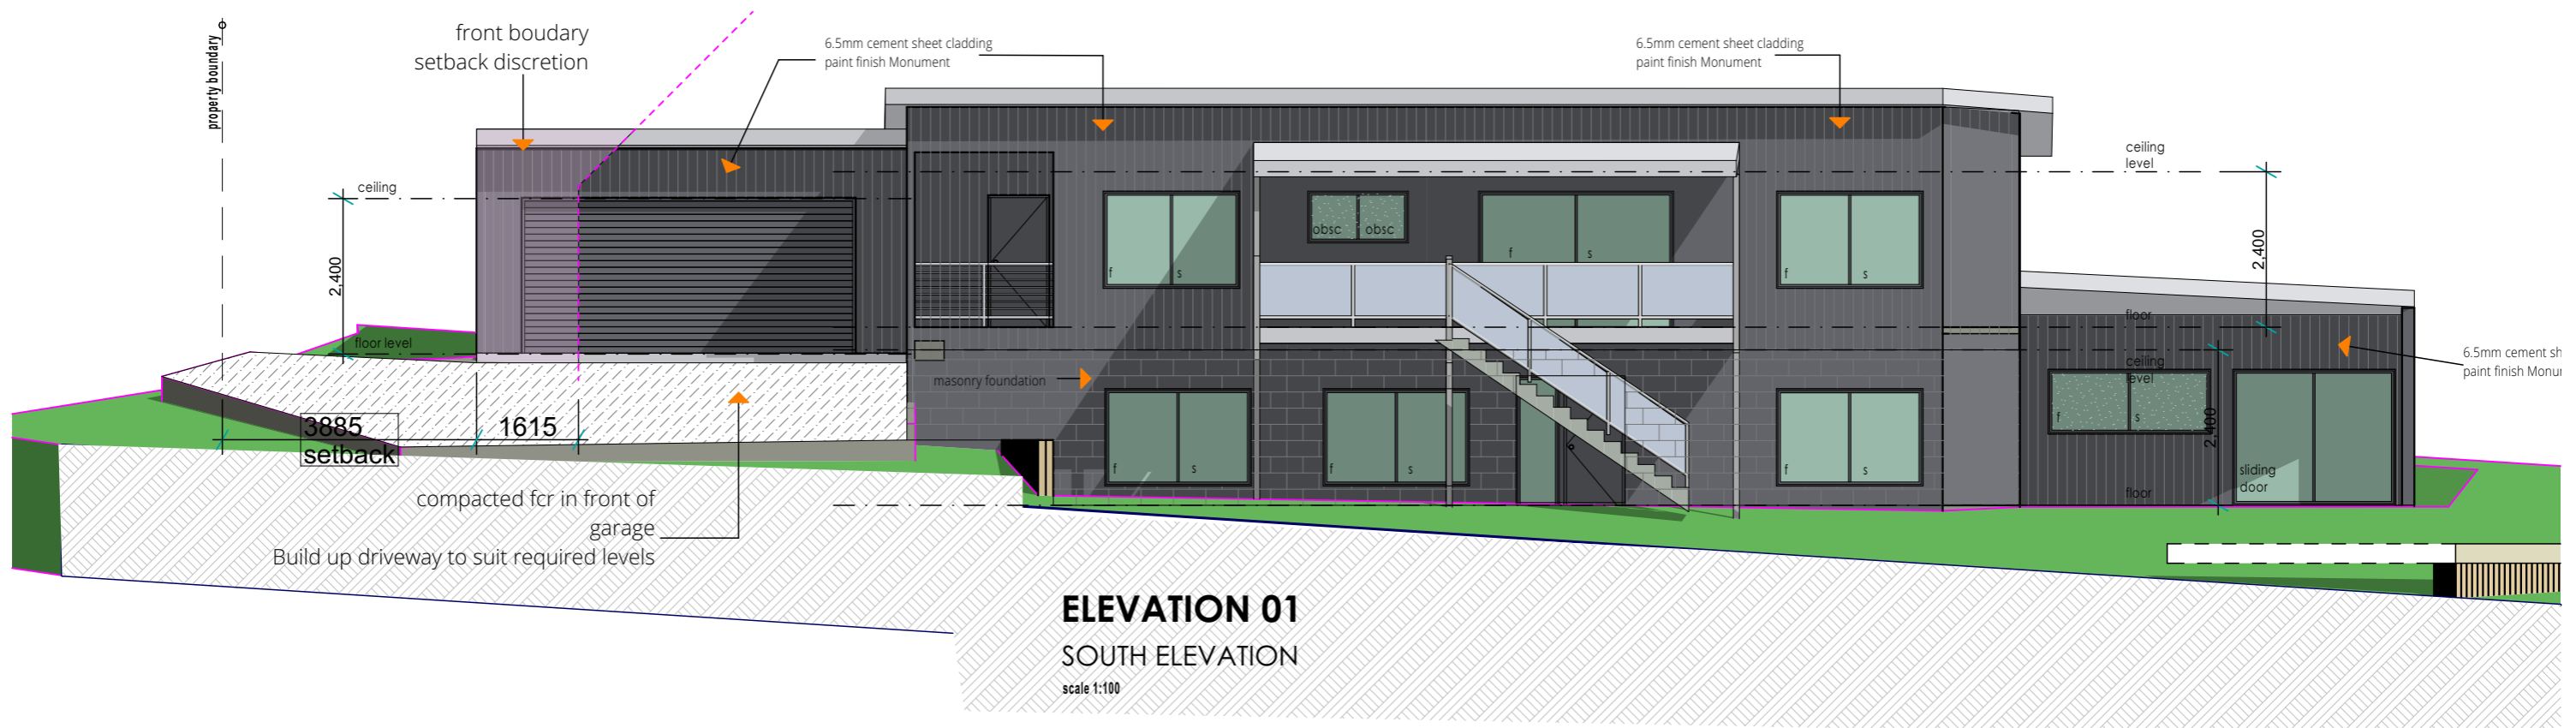 property boundary
front boudary
setback discretion
6.5mm cement sheet cladding
paint finish Monument
6.5mm cement sheet cladding
paint finish Monument
ceiling
level
ceiling
2,400
2,400
obsc obsc
f s
f s
f s
floor level
floor
ceiling
level
6.5mm cement sh
paint finish Monur
masonry foundation
3885
setback
1615
f s
f s
f s
f s
2,400
sliding
door
floor
compacted fcr in front of
garage
Build up driveway to suit required levels
ELEVATION 01
SOUTH ELEVATION
scale 1:100